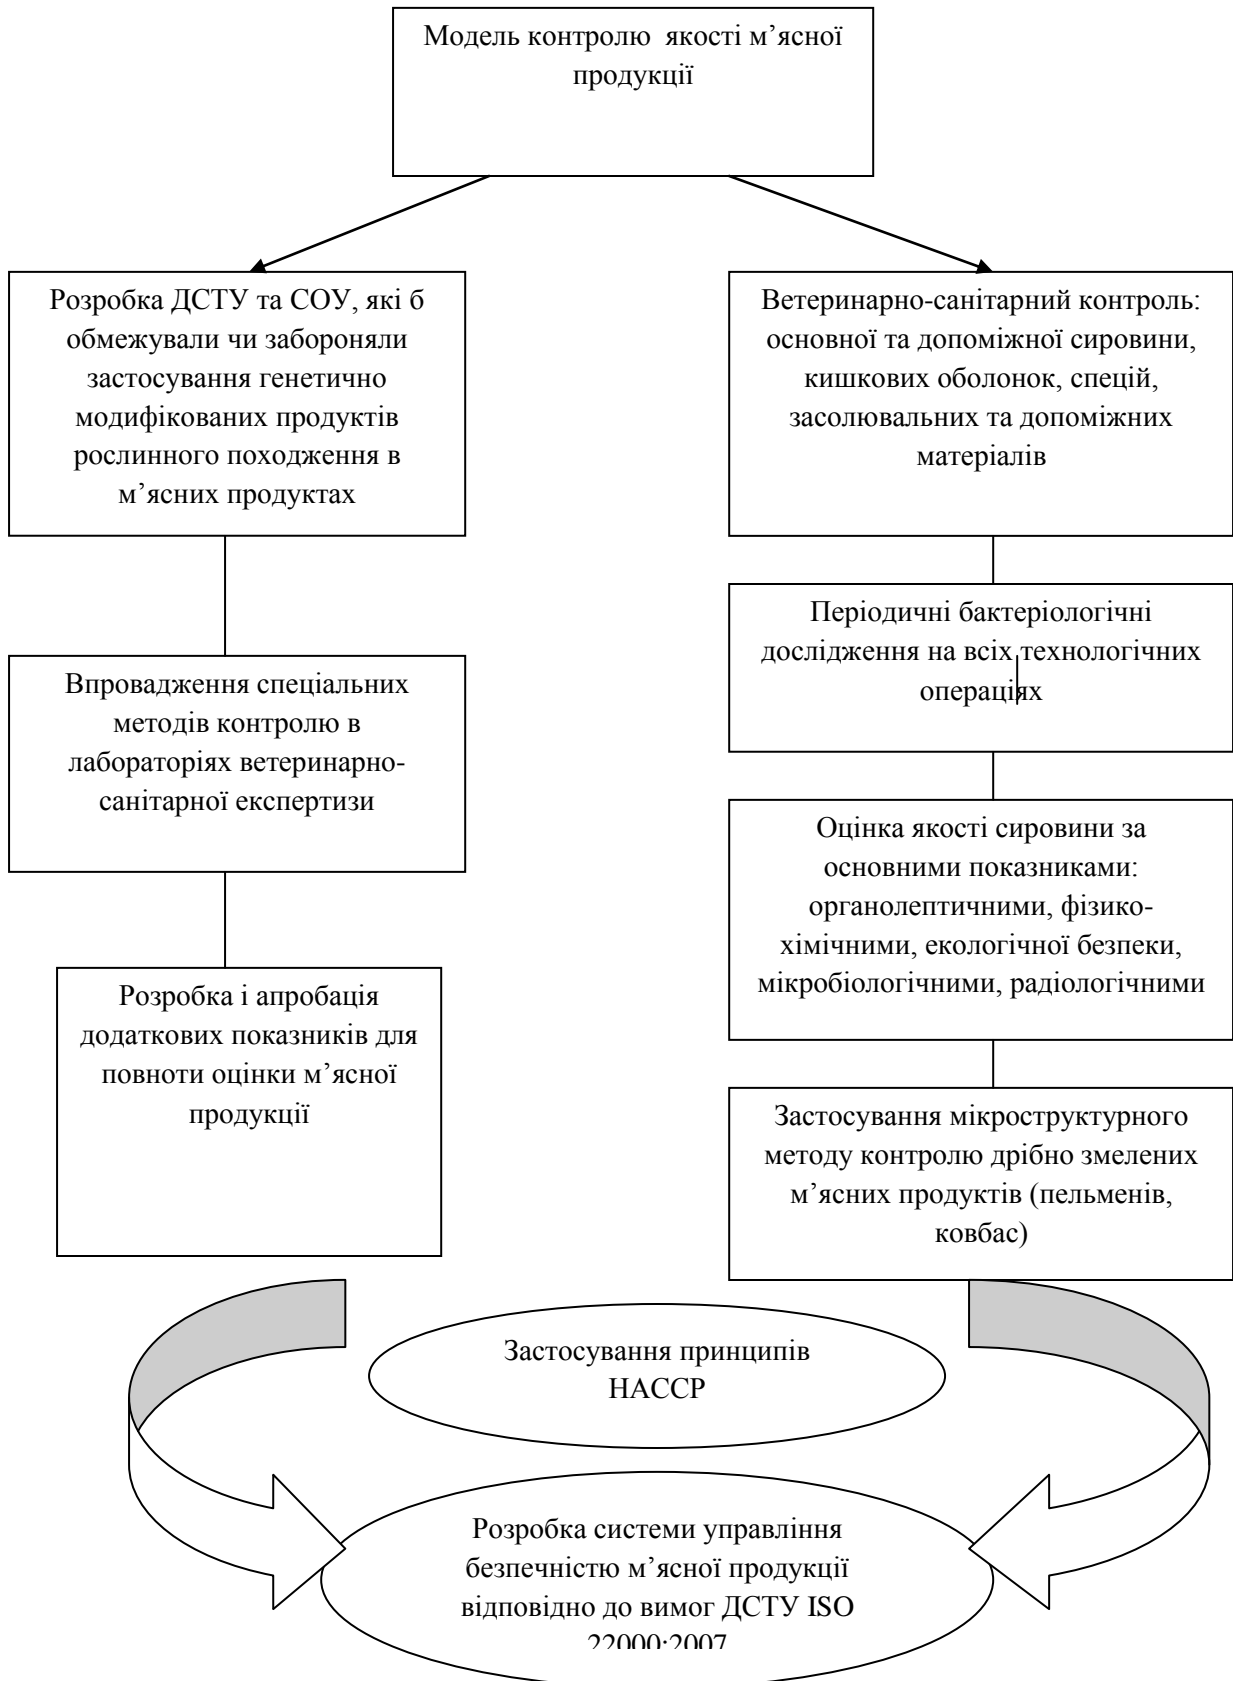 Модель контролю якості м’ясної
продукції
Розробка ДСТУ та СОУ, які б
обмежували чи забороняли
застосування генетично
модифікованих продуктів
рослинного походження в
м’ясних продуктах
Впровадження спеціальних
методів контролю в
лабораторіях ветеринарно-
санітарної експертизи
Розробка і апробація
додаткових показників для
повноти оцінки м’ясної
продукції
Ветеринарно-санітарний контроль:
основної та допоміжної сировини,
кишкових оболонок, спецій,
засолювальних та допоміжних
матеріалів
Періодичні бактеріологічні
дослідження на всіх технологічних
операціях
Оцінка якості сировини за
основними показниками:
органолептичними, фізико-
хімічними, екологічної безпеки,
мікробіологічними, радіологічними
Застосування мікроструктурного
методу контролю дрібно змелених
м’ясних продуктів (пельменів,
ковбас)
Застосування принципів
НАССР
Розробка системи управління
безпечністю м’ясної продукції
відповідно до вимог ДСТУ ISO
22000:2007